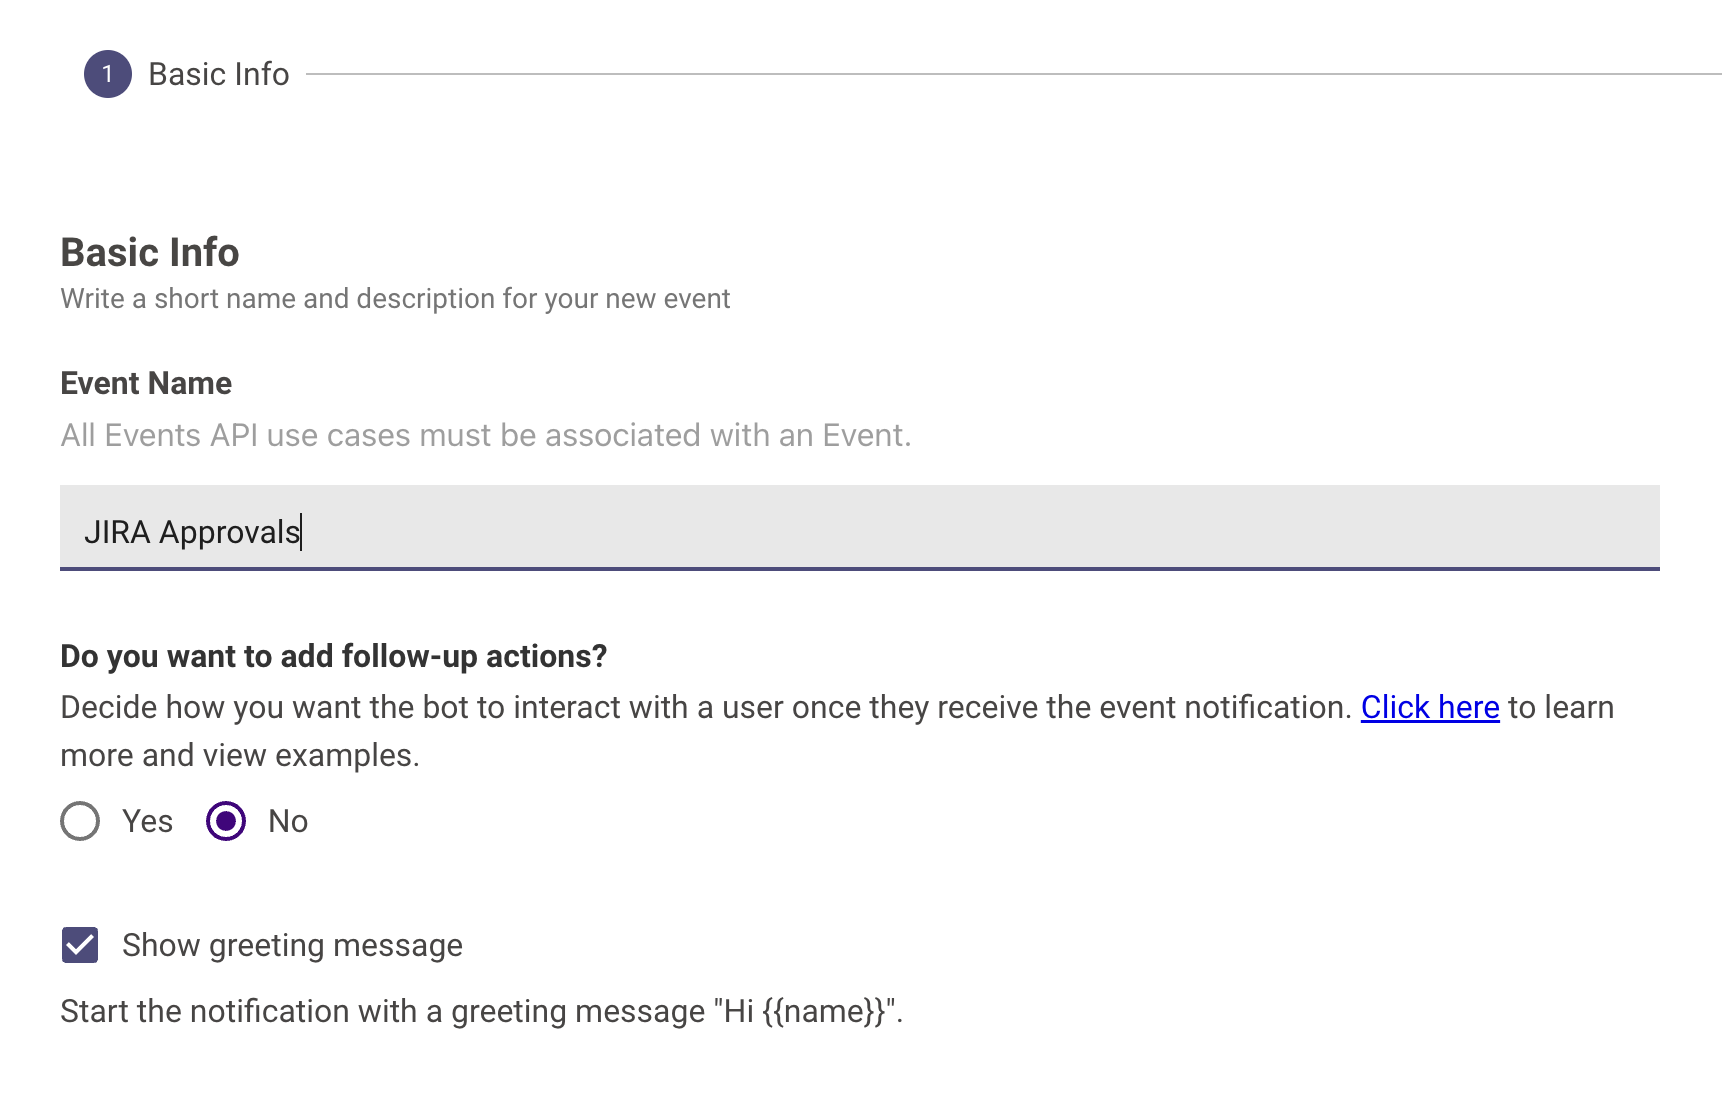 1 Basic Info
Basic Info
Write a short name and description for your new event
Event Name
All Events API use cases must be associated with an Event.
JIRA Approvals
Do you want to add follow-up actions?
Decide how you want the bot to interact with a user once they receive the event notification. Click here to learn
more and view examples.
Yes No
Show greeting message
Start the notification with a greeting message "Hi {{name}}".